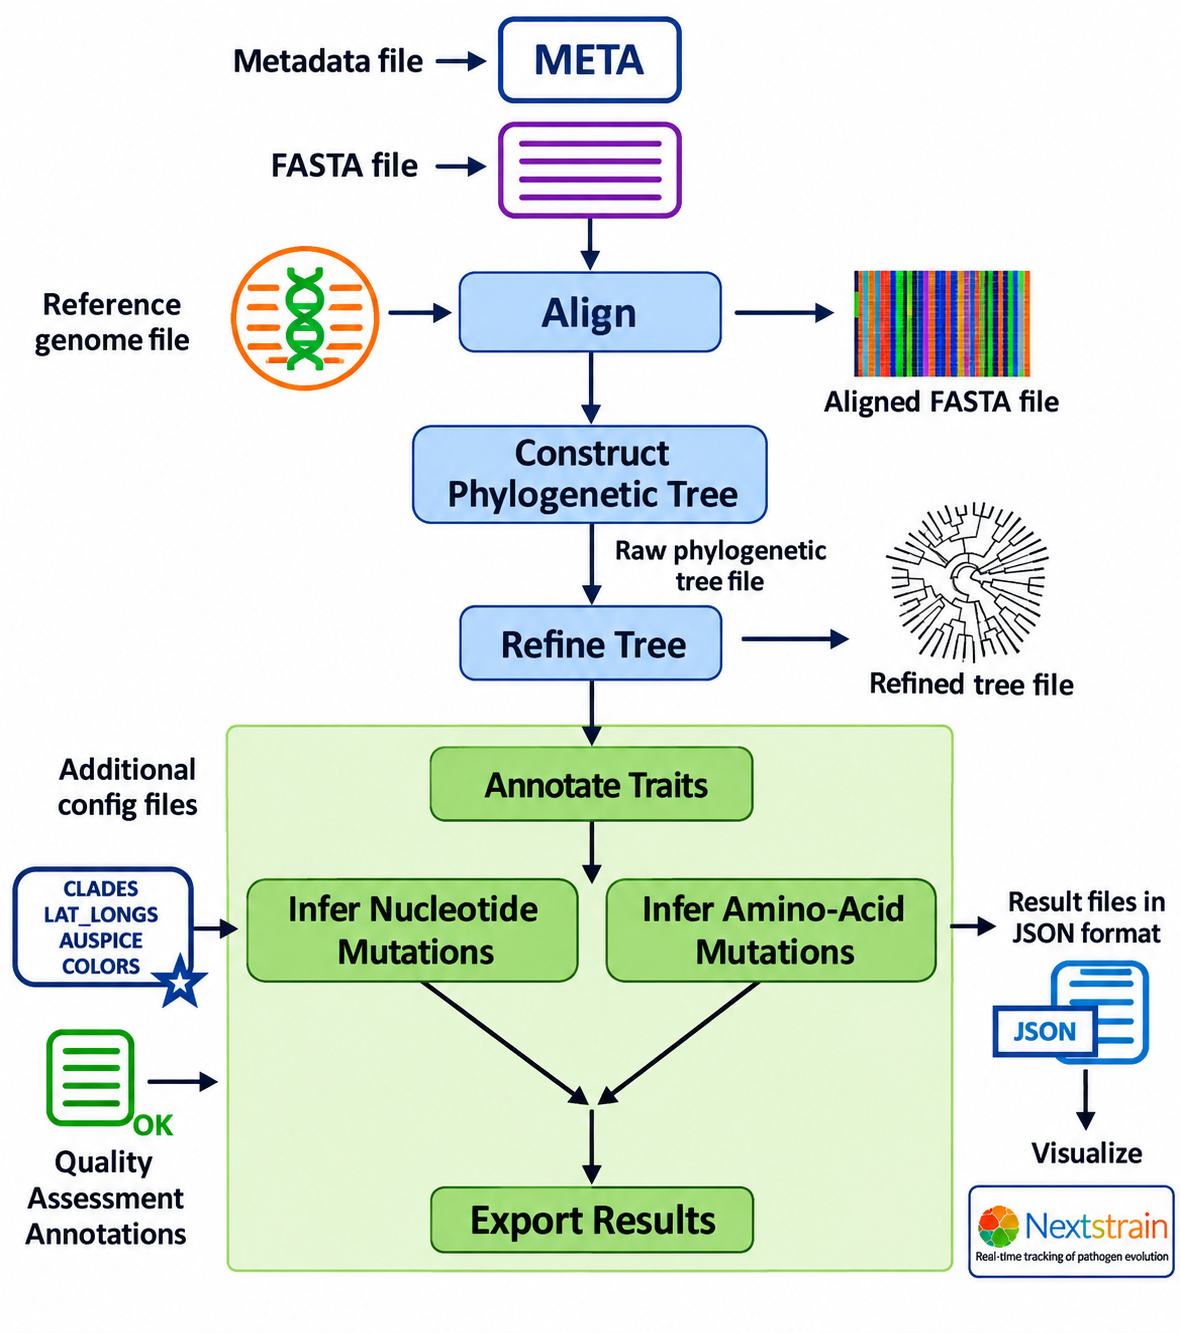 Metadata file
META
FASTA file
Reference
genome file
Align
Aligned FASTA file
Construct
Phylogenetic Tree
Raw phylogenetic
tree file
Refine Tree
Refined tree file
Additional
config files
Annotate Traits
CLADES
LAT_LONGS
AUSPICE
COLORS
Infer Nucleotide
Mutations
Infer Amino-Acid
Mutations
Result files in
JSON format
JSON
OK
Quality
Assessment
Annotations
Visualize
Export Results
Nextstrain
Real-time tracking of pathogen evolution